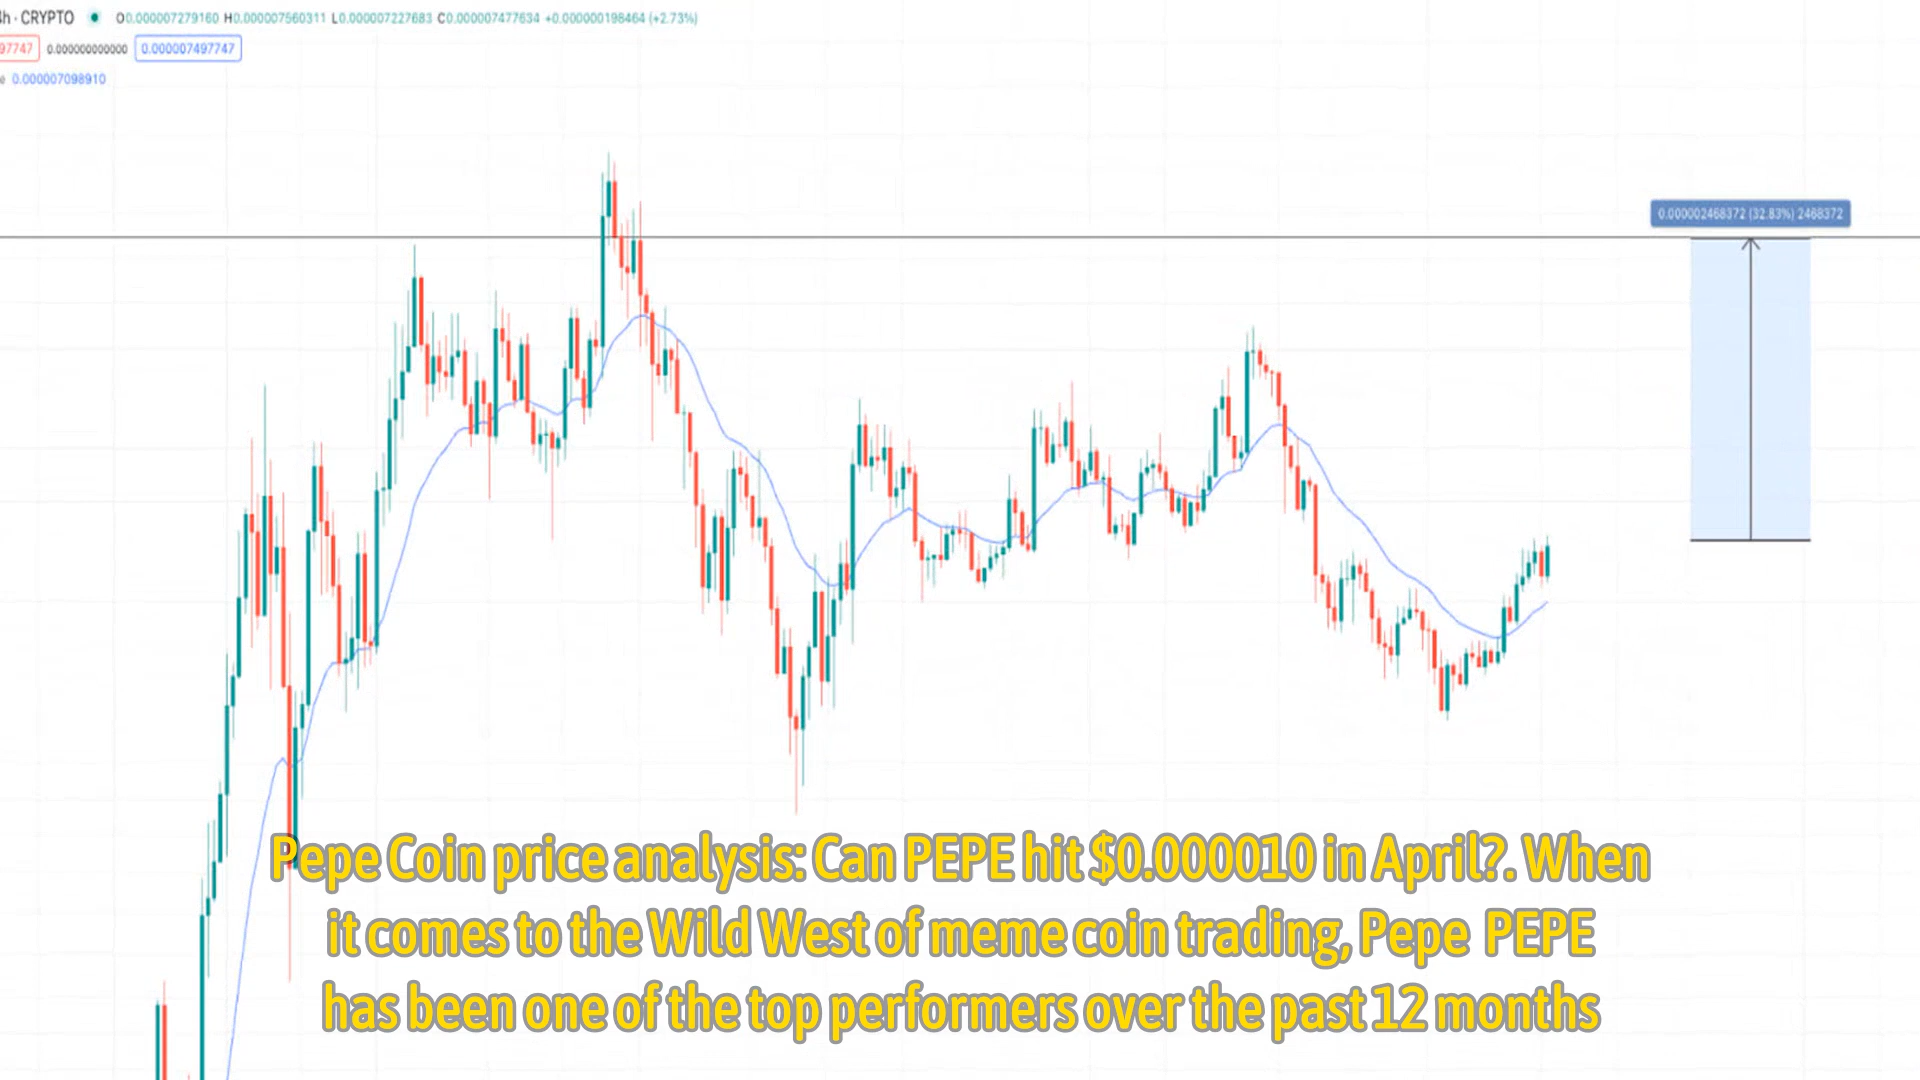 4h · CRYPTO O0.000007279160 H0.000007560311 L0.000007227683 C0.000007477634 +0.000000198464 (+2.73%)
97747 0.000000000000 0.000007497747
e 0.000007098910
0.000002468372 (32.83%) 2468372
Pepe Coin price analysis: Can PEPE hit $0.000010 in April?. When
it comes to the Wild West of meme coin trading, Pepe PEPE
has been one of the top performers over the past 12 months